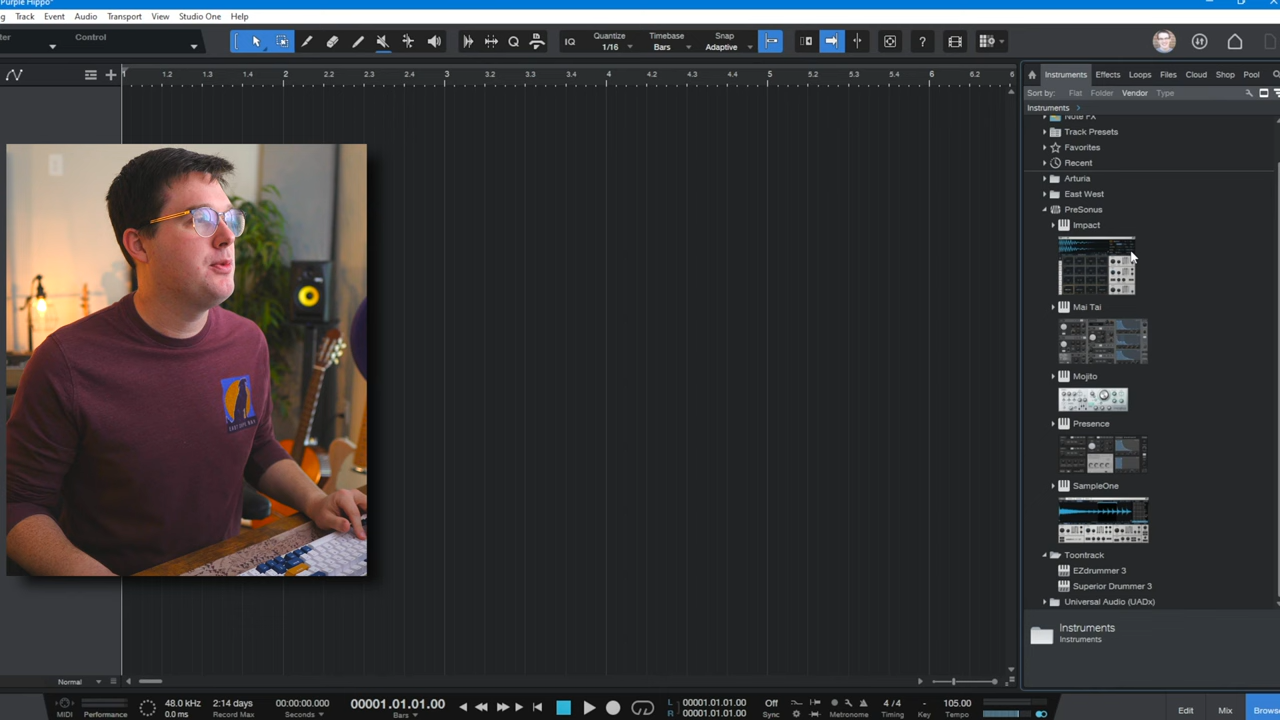 Purple Hippo*
g Track Event Audio Transport View Studio One Help
ter Control
IQ Quantize 1/16 Timebase Bars Snap Adaptive
?
1.2 1.3 1.4 2 2.2 2.3 2.4 3 3.2 3.3 3.4 4 4.2 4.3 4.4 5 5.2 5.3 5.4 6 6.2 6
Instruments Effects Loops Files Cloud Shop Pool
Sort by: Flat Folder Vendor Type
Instruments
Note FX
Track Presets
Favorites
Recent
Arturia
East West
PreSonus
Impact
Mai Tai
Mojito
Presence
SampleOne
Toontrack
EZdrummer 3
Superior Drummer 3
Universal Audio (UADx)
Instruments
Instruments
Normal
MIDI Performance
48.0 kHz
0.0 ms
2:14 days
Record Max
00:00:00.000
Seconds
00001.01.01.00
Bars
L 00001.01.01.00
R 00001.01.01.00
Off
Sync
Metronome
4 / 4
Timing
-
Key
105.00
Tempo
Edit Mix Brows